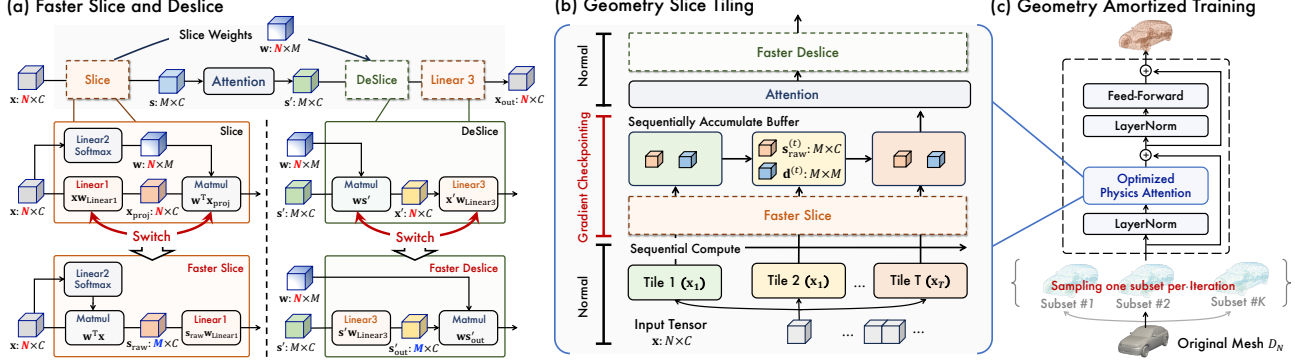 (a) Faster Slice and Deslice
Slice Weights
w: N×M
Slice
Attention
DeSlice
Linear 3
x: N×C
s: M×C
s′: M×C
x_out: N×C
Slice
Linear2
Softmax
w: N×M
Linear1
xw_Linear1
Matmul
w^T x_proj
x: N×C
x_proj: N×C
DeSlice
w: N×M
Matmul
ws′
Linear3
x′w_Linear3
s′: M×C
x′: N×C
Switch
Switch
Faster Slice
Linear2
Softmax
Matmul
w^T x
Linear1
s_raw w_Linear1
x: N×C
s_raw: M×C
Faster Deslice
w: N×M
Linear3
s′w_Linear3
Matmul
ws′_out
s′: M×C
s′_out: M×C
(b) Geometry Slice Tiling
Normal
Faster Deslice
Attention
Gradient Checkpointing
Sequentially Accumulate Buffer
s_raw^(t): M×C
d^(t): M×M
Faster Slice
Normal
Sequential Compute
Tile 1 (x_1)
Tile 2 (x_1)
...
Tile T (x_T)
Input Tensor
x: N×C
...
...
(c) Geometry Amortized Training
+
Feed-Forward
LayerNorm
+
Optimized
Physics Attention
LayerNorm
Sampling one subset per-Iteration
Subset #1
Subset #2
Subset #K
Original Mesh D_N